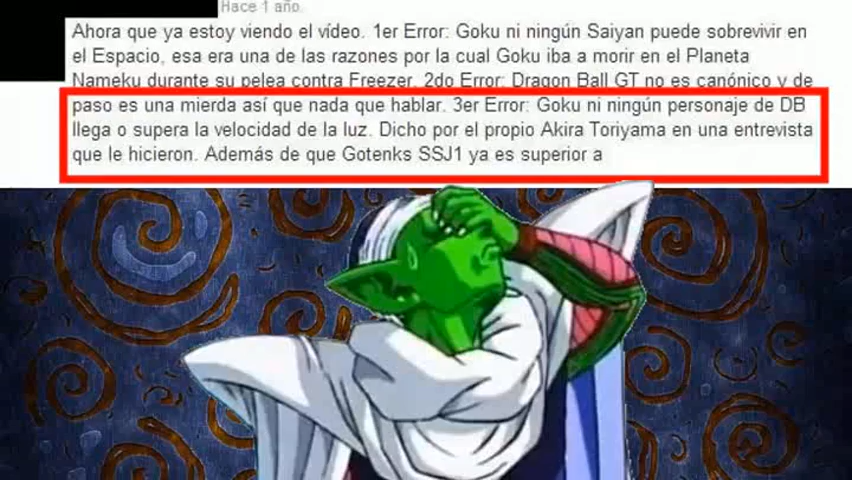 Hace 1 año.
Ahora que ya estoy viendo el vídeo. 1er Error: Goku ni ningún Saiyan puede sobrevivir en
el Espacio, esa era una de las razones por la cual Goku iba a morir en el Planeta
Nameku durante su pelea contra Freezer. 2do Error: Dragon Ball GT no es canónico y de
paso es una mierda así que nada que hablar. 3er Error: Goku ni ningún personaje de DB
llega o supera la velocidad de la luz. Dicho por el propio Akira Toriyama en una entrevista
que le hicieron. Además de que Gotenks SSJ1 ya es superior a